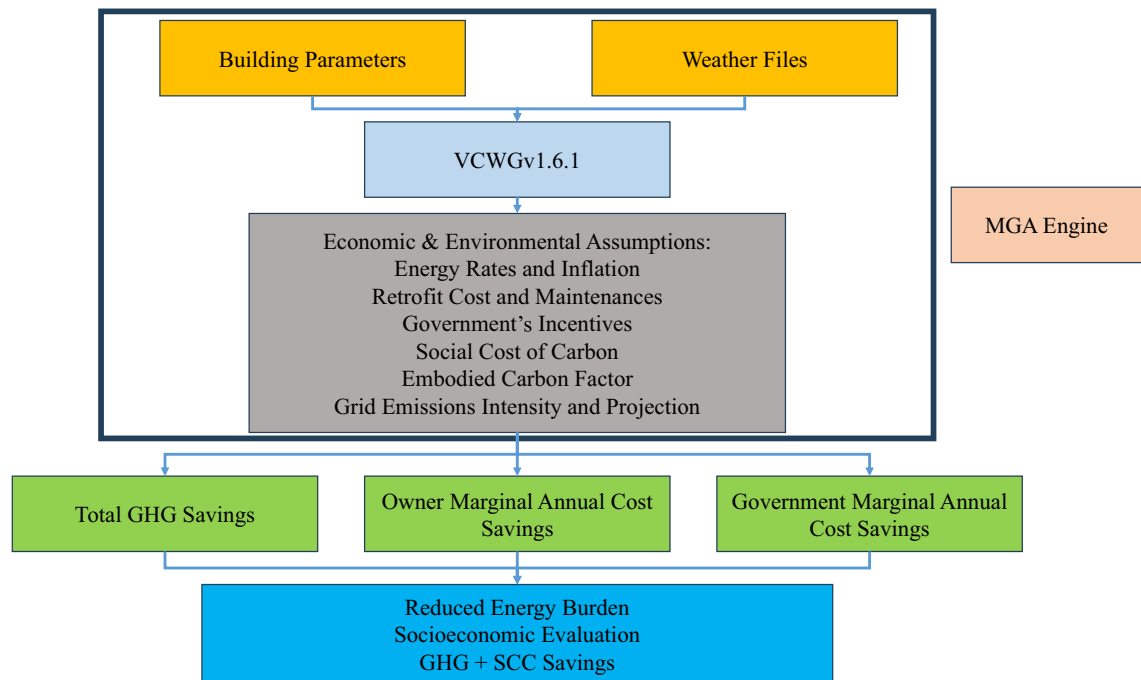 Building Parameters
Weather Files
VCWGv1.6.1
MGA Engine
Economic & Environmental Assumptions:
Energy Rates and Inflation
Retrofit Cost and Maintenances
Government’s Incentives
Social Cost of Carbon
Embodied Carbon Factor
Grid Emissions Intensity and Projection
Total GHG Savings
Owner Marginal Annual Cost
Savings
Government Marginal Annual
Cost Savings
Reduced Energy Burden
Socioeconomic Evaluation
GHG + SCC Savings